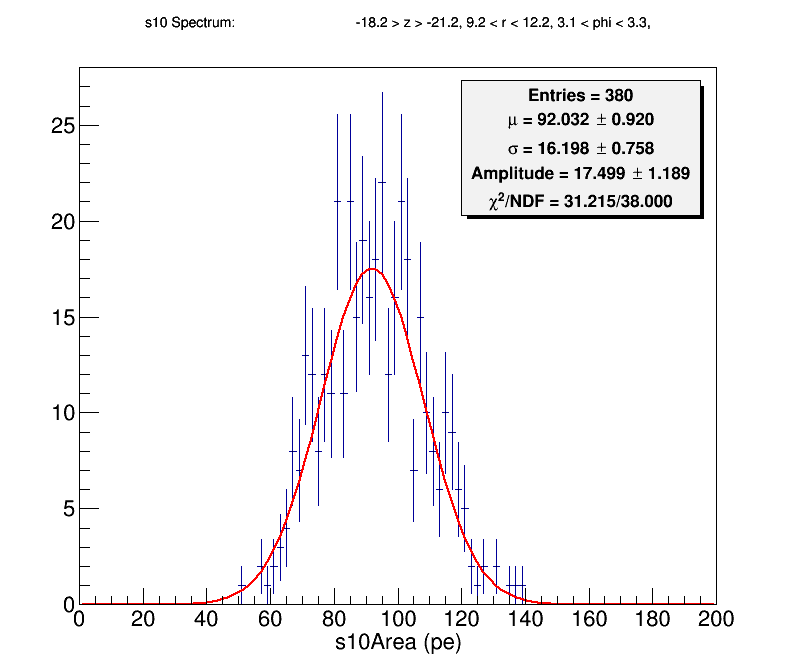 s10 Spectrum: -18.2 > z > -21.2, 9.2 < r < 12.2, 3.1 < phi < 3.3,
Entries = 380
μ = 92.032 ± 0.920
σ = 16.198 ± 0.758
Amplitude = 17.499 ± 1.189
χ²/NDF = 31.215/38.000
25
20
15
10
5
0
0 20 40 60 80 100 120 140 160 180 200
s10Area (pe)